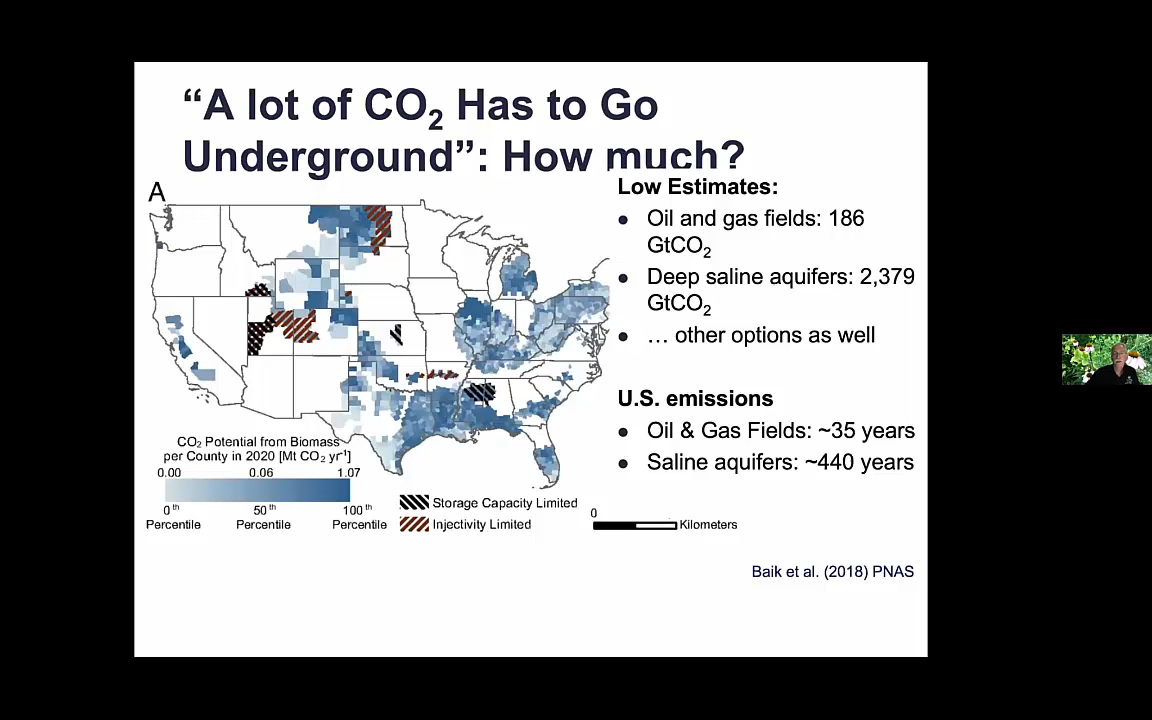 “A lot of CO2 Has to Go
Underground”: How much?
A
Low Estimates:
• Oil and gas fields: 186
GtCO2
• Deep saline aquifers: 2,379
GtCO2
• … other options as well
U.S. emissions
• Oil & Gas Fields: ~35 years
• Saline aquifers: ~440 years
CO2 Potential from Biomass
per County in 2020 [Mt CO2 yr-1]
0.00 0.06 1.07
0th 50th 100th
Percentile Percentile Percentile
Storage Capacity Limited
Injectivity Limited
0
Kilometers
Baik et al. (2018) PNAS